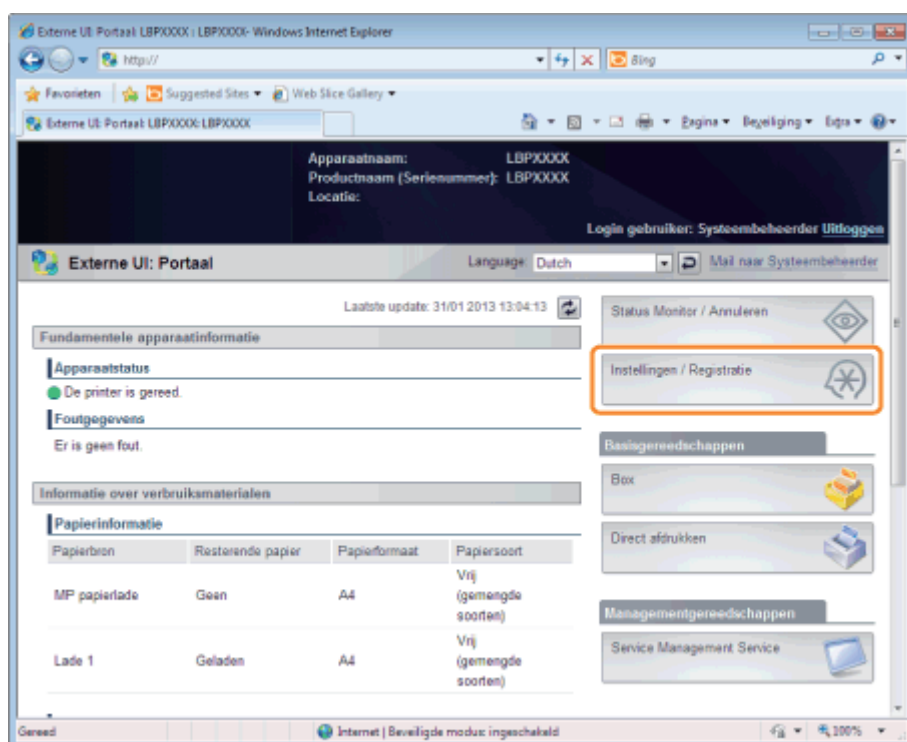 Externe UI: Portaal: LBPXXXX : LBPXXXX- Windows Internet Explorer
http://
Bing
Favorieten
Suggested Sites
Web Slice Gallery
Externe UI: Portaal: LBPXXXX: LBPXXXX
Pagina
Beveiliging
Extra
Apparaatnaam: LBPXXXX
Productnaam (Serienummer): LBPXXXX
Locatie:
Login gebruiker: Systeembeheerder Uitloggen
Externe UI: Portaal
Language: Dutch
Mail naar Systeembeheerder
Laatste update: 31/01 2013 13:04:13
Fundamentele apparaatinformatie
Apparaatstatus
De printer is gereed.
Foutgegevens
Er is geen fout.
Informatie over verbruiksmaterialen
Papierinformatie
Papierbron Resterende papier Papierformaat Papiersoort
MP papierlade Geen A4 Vrij (gemengde soorten)
Lade 1 Geladen A4 Vrij (gemengde soorten)
Status Monitor / Annuleren
Instellingen / Registratie
Basisgereedschappen
Box
Direct afdrukken
Managementgereedschappen
Service Management Service
Gereed
Internet | Beveiligde modus: ingeschakeld
100%